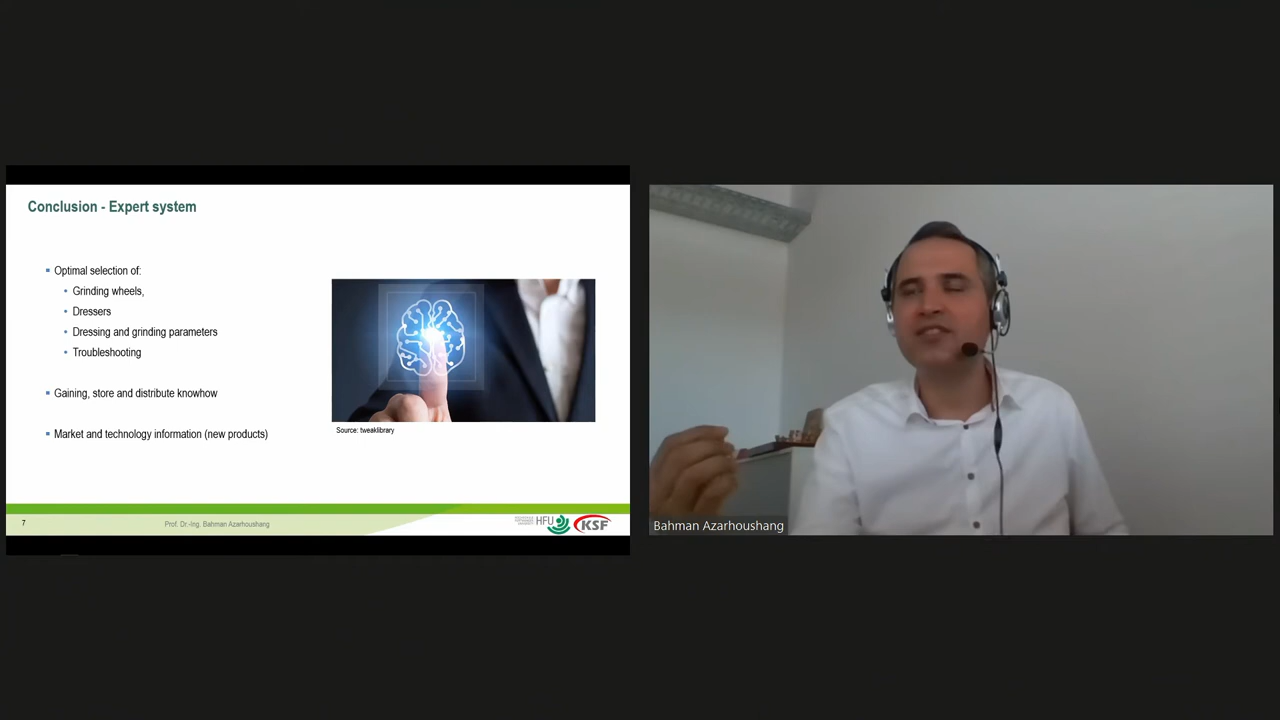 Conclusion - Expert system
Optimal selection of:
Grinding wheels,
Dressers
Dressing and grinding parameters
Troubleshooting
Gaining, store and distribute knowhow
Market and technology information (new products)
Source: tweaklibrary
7
Prof. Dr.-Ing. Bahman Azarhoushang
HFU
KSF
Bahman Azarhoushang